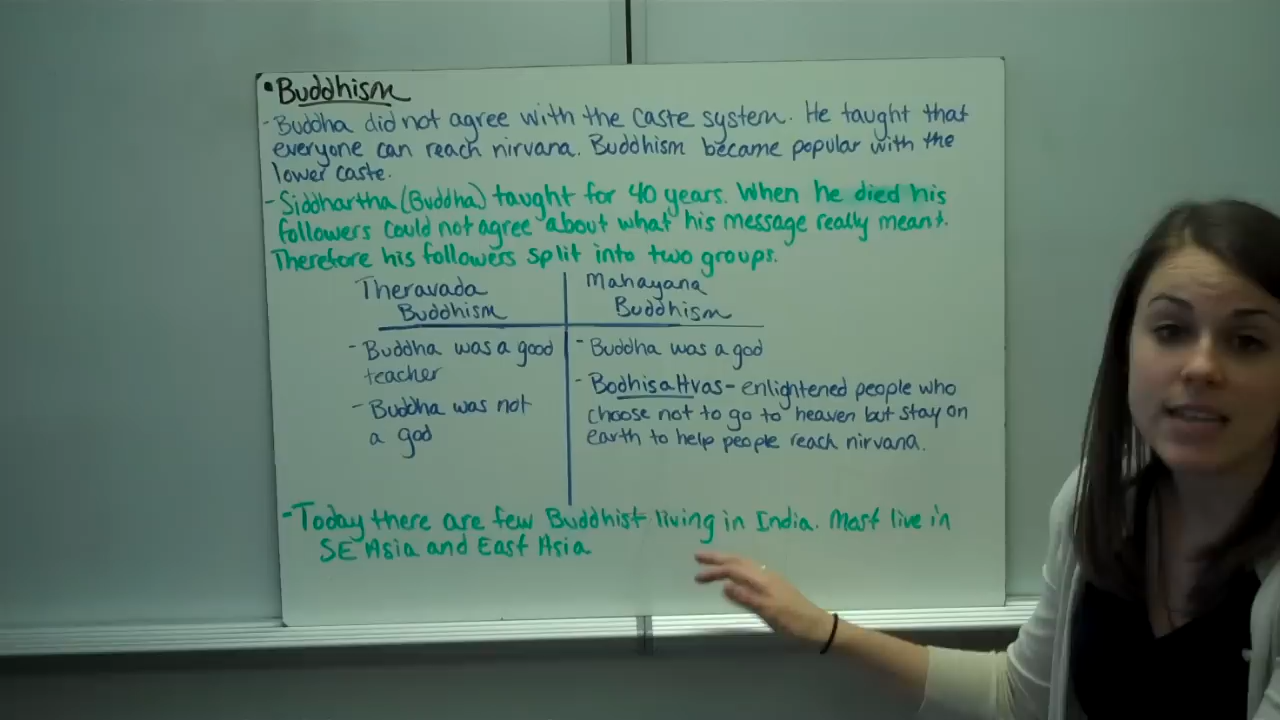 • Buddhism
- Buddha did not agree with the caste system. He taught that
everyone can reach nirvana. Buddhism became popular with the
lower caste.
- Siddhartha (Buddha) taught for 40 years. When he died his
followers could not agree about what his message really meant.
Therefore his followers split into two groups.
Theravada
Buddhism
- Buddha was a good
teacher
- Buddha was not
a god
Mahayana
Buddhism
- Buddha was a god
- Bodhisattvas - enlightened people who
choose not to go to heaven but stay on
earth to help people reach nirvana.
- Today there are few Buddhist living in India. Most live in
SE Asia and East Asia